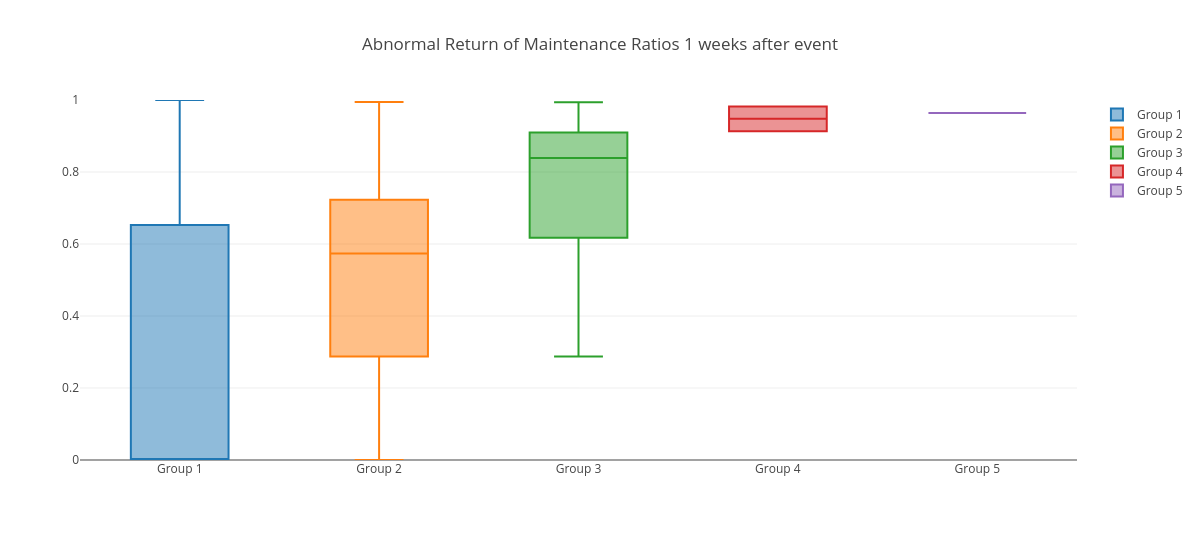 Abnormal Return of Maintenance Ratios 1 weeks after event
1
0.8
0.6
0.4
0.2
0
Group 1
Group 2
Group 3
Group 4
Group 5
Group 1
Group 2
Group 3
Group 4
Group 5